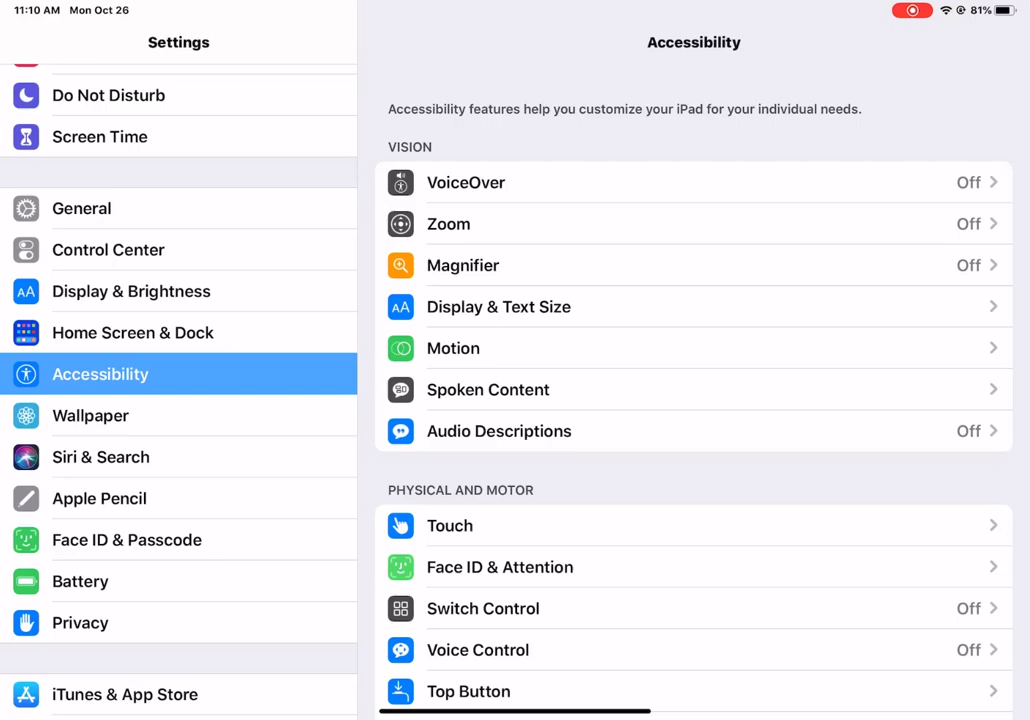 11:10 AM Mon Oct 26
81%
Settings
Do Not Disturb
Screen Time
General
Control Center
AA Display & Brightness
Home Screen & Dock
Accessibility
Wallpaper
Siri & Search
Apple Pencil
Face ID & Passcode
Battery
Privacy
iTunes & App Store
Accessibility
Accessibility features help you customize your iPad for your individual needs.
VISION
VoiceOver Off
Zoom Off
Magnifier Off
AA Display & Text Size
Motion
Spoken Content
Audio Descriptions Off
PHYSICAL AND MOTOR
Touch
Face ID & Attention
Switch Control Off
Voice Control Off
Top Button